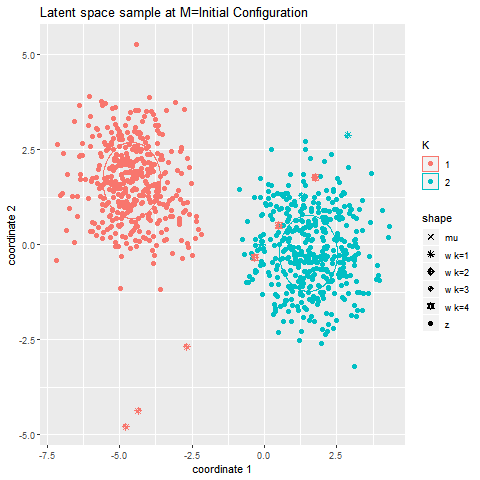 Latent space sample at M=Initial Configuration
5.0
2.5
0.0
-2.5
-5.0
coordinate 2
-7.5
-5.0
-2.5
0.0
2.5
coordinate 1
K
1
2
shape
mu
w k=1
w k=2
w k=3
w k=4
z